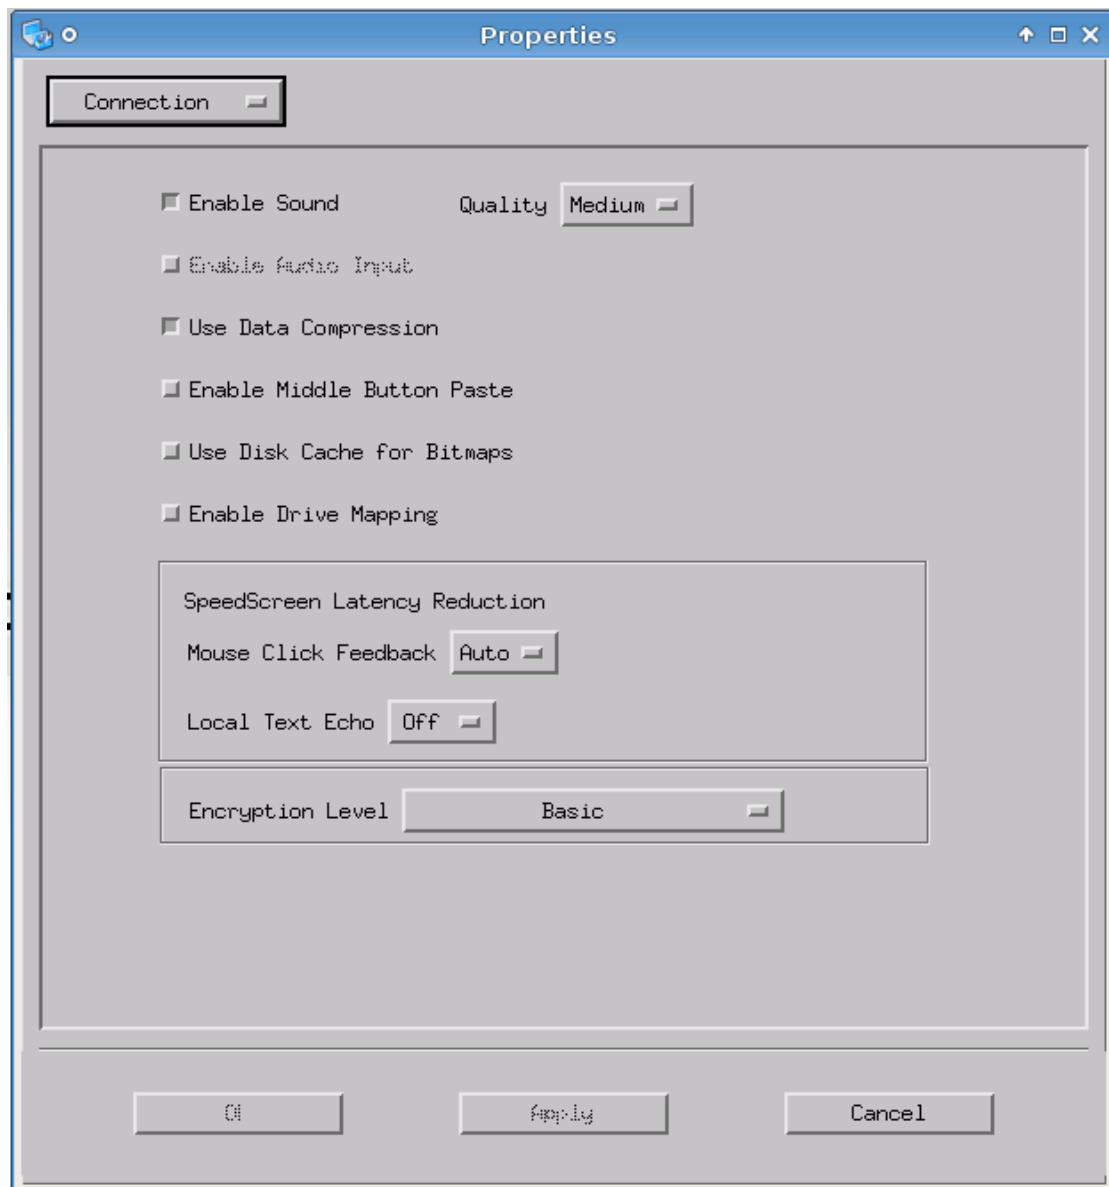 Properties
Connection
Enable Sound Quality Medium
Enable Audio Input
Use Data Compression
Enable Middle Button Paste
Use Disk Cache for Bitmaps
Enable Drive Mapping
SpeedScreen Latency Reduction
Mouse Click Feedback Auto
Local Text Echo Off
Encryption Level Basic
OK Apply Cancel